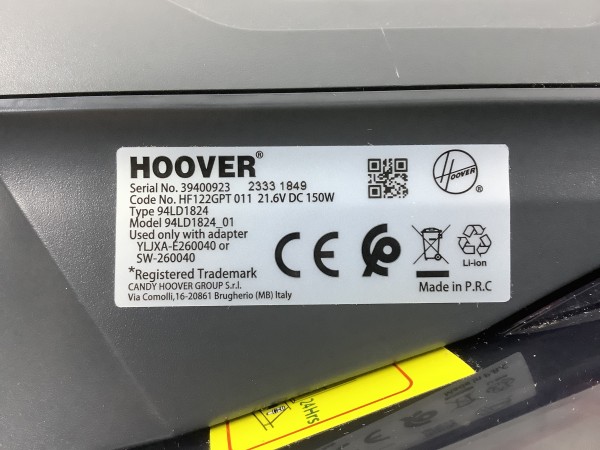 HOOVER®
Serial No. 39400923 2333 1849
Code No. HF122GPT 011 21.6V DC 150W
Type 94LD1824
Model 94LD1824_01
Used only with adapter
YLJXA-E260040 or
SW-260040
*Registered Trademark
CANDY HOOVER GROUP S.r.l.
Via Comolli,16-20861 Brugherio (MB) Italy
HOOVER
®
CE
Li-ion
Made in P.R.C
24Hrs